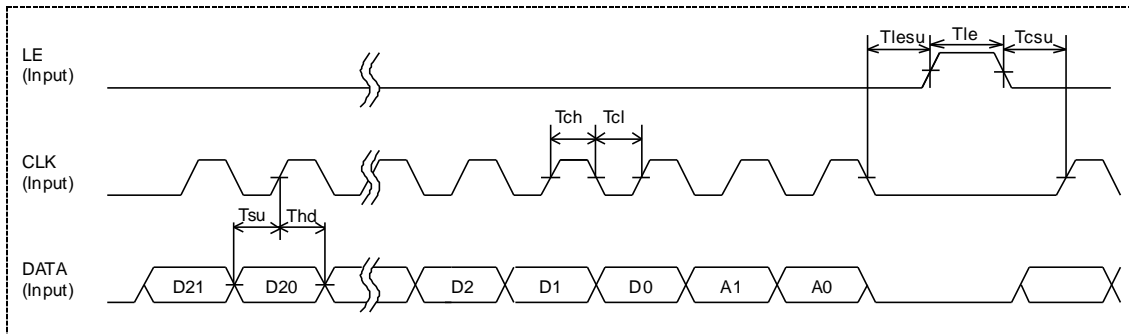 Tlesu Tle Tcsu
LE
(Input)
Tch Tcl
CLK
(Input)
Tsu Thd
DATA
(Input)
D21 D20 D2 D1 D0 A1 A0